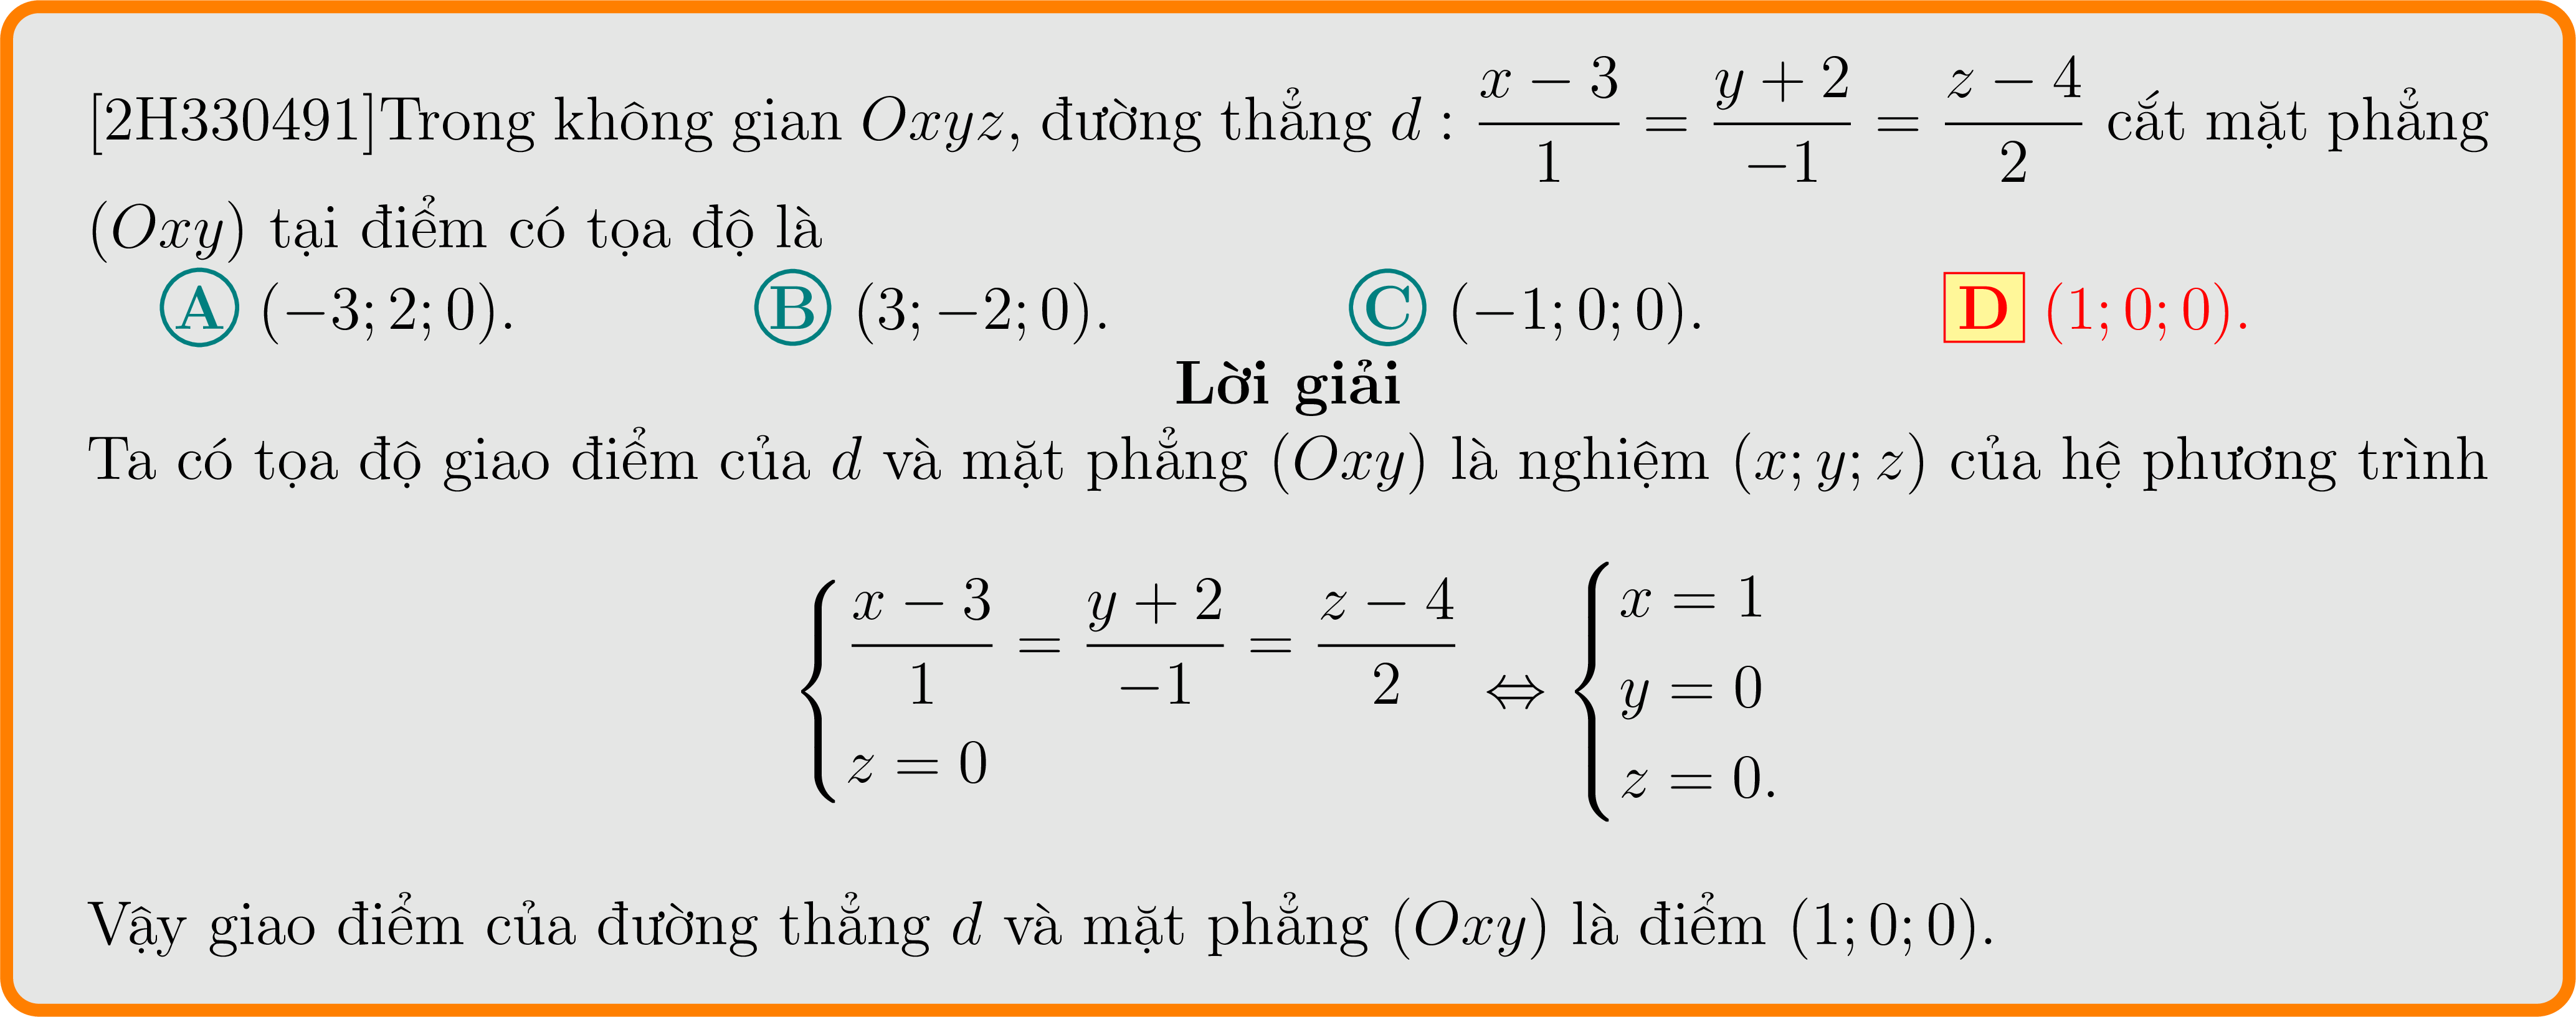 [2H330491]Trong không gian Oxyz, đường thẳng d : \frac{x − 3}{1} = \frac{y + 2}{−1} = \frac{z − 4}{2} cắt mặt phẳng
(Oxy) tại điểm có tọa độ là
A (−3; 2; 0). B (3; −2; 0). C (−1; 0; 0). D (1; 0; 0).
Lời giải
Ta có tọa độ giao điểm của d và mặt phẳng (Oxy) là nghiệm (x; y; z) của hệ phương trình
\begin{cases} \frac{x − 3}{1} = \frac{y + 2}{−1} = \frac{z − 4}{2} \\ z = 0 \end{cases} ⇔ \begin{cases} x = 1 \\ y = 0 \\ z = 0. \end{cases}
Vậy giao điểm của đường thẳng d và mặt phẳng (Oxy) là điểm (1; 0; 0).